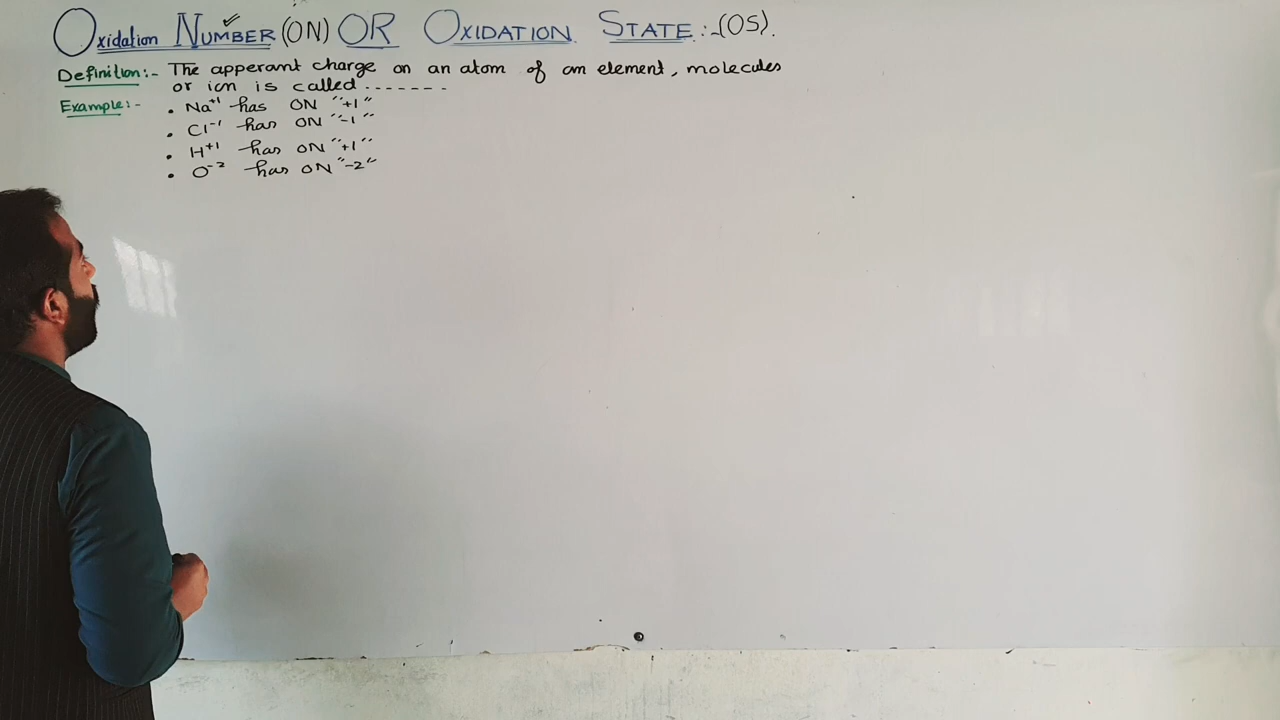 Oxidation NUMBER (ON) OR OXIDATION STATE:-(OS).
Definition:- The apperant charge on an atom of an element, molecules
or ion is called.......
Example:- • Na⁺¹ has ON "+1"
• Cl⁻¹ has ON "-1"
• H⁺¹ has ON "+1"
• O⁻² has ON "-2"